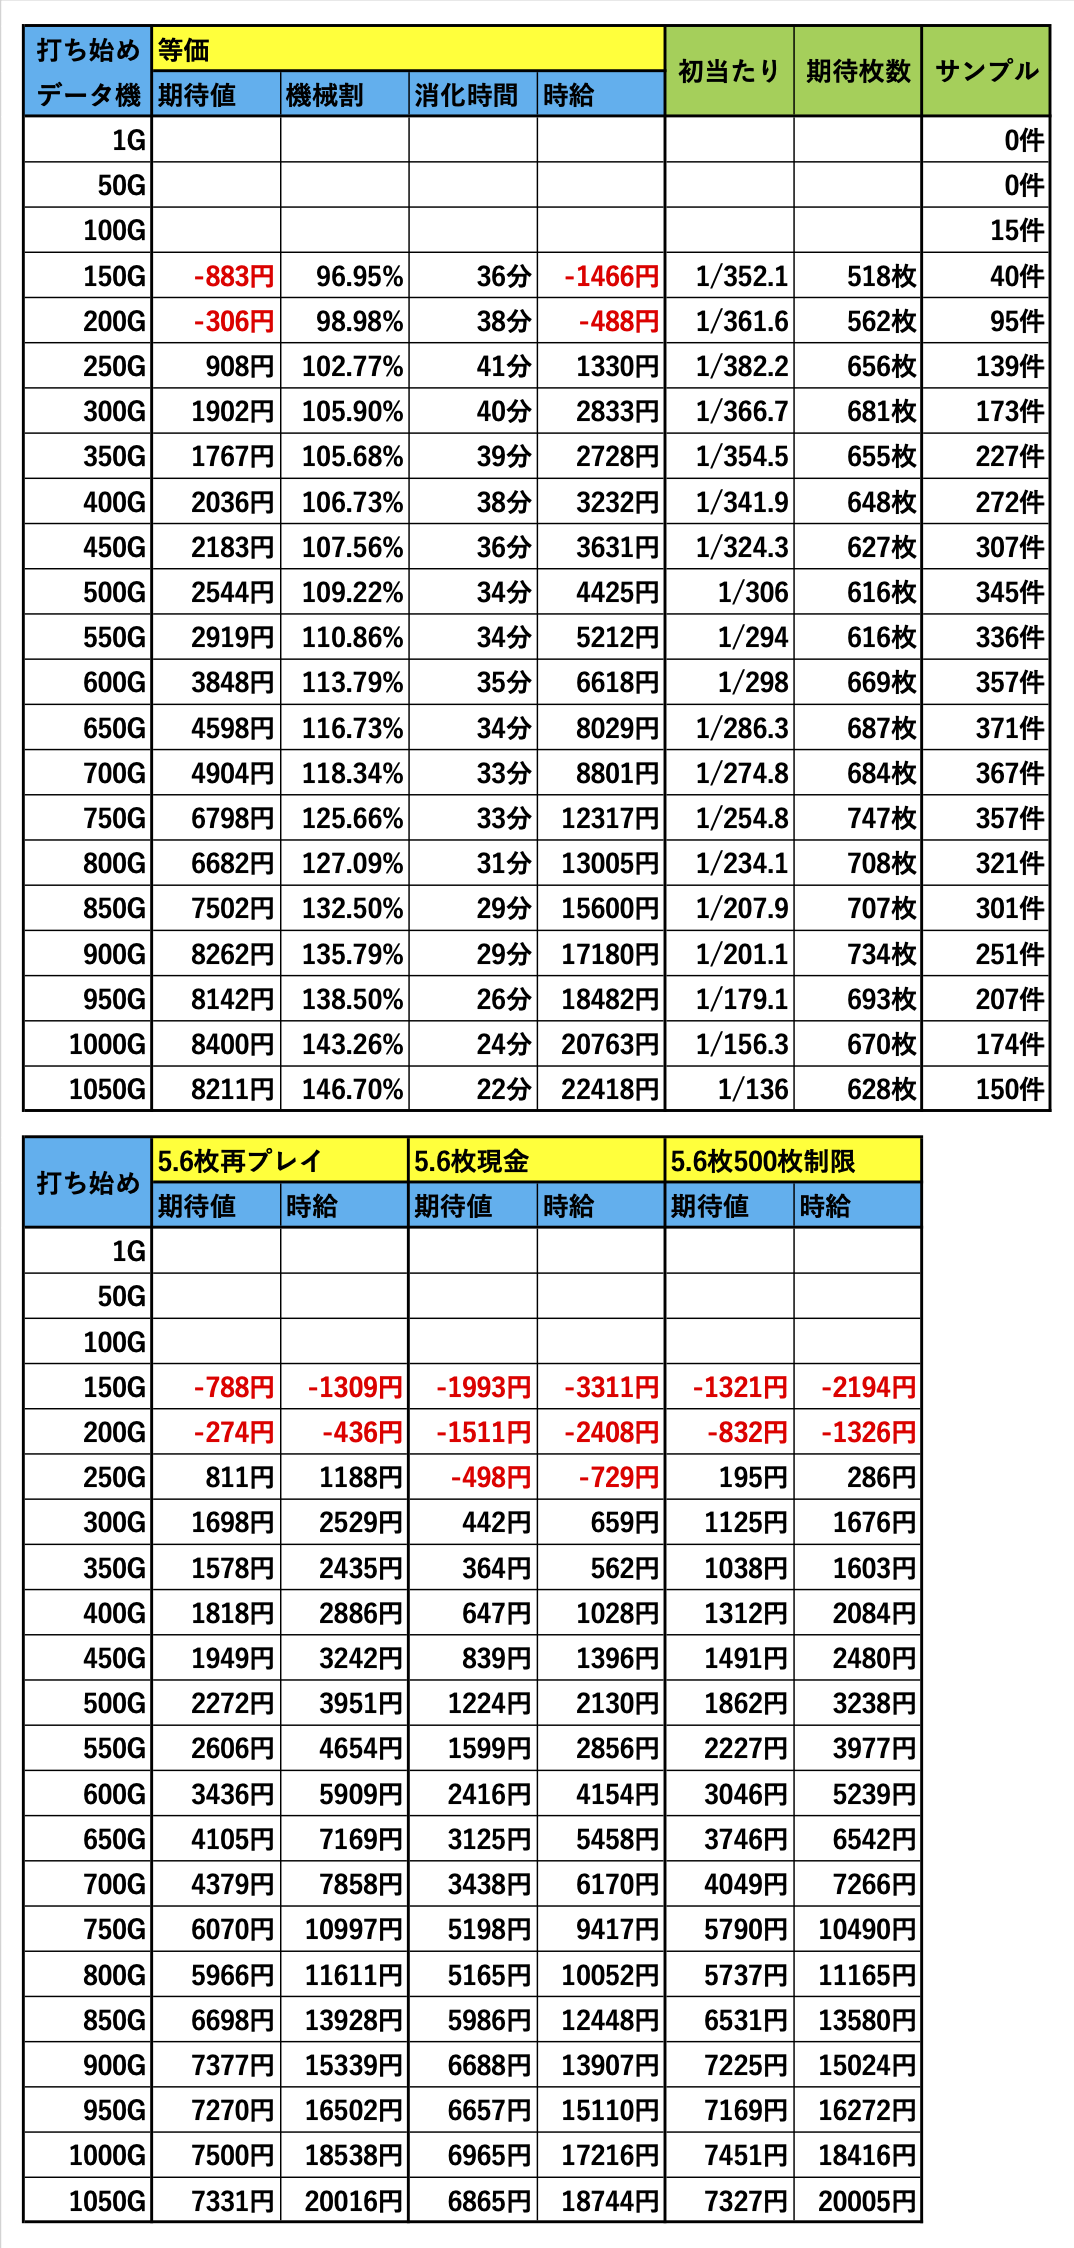 打ち始め 等価 初当たり 期待枚数 サンプル
データ機 期待値 機械割 消化時間 時給
1G 0件
50G 0件
100G 15件
150G -883円 96.95% 36分 -1466円 1/352.1 518枚 40件
200G -306円 98.98% 38分 -488円 1/361.6 562枚 95件
250G 908円 102.77% 41分 1330円 1/382.2 656枚 139件
300G 1902円 105.90% 40分 2833円 1/366.7 681枚 173件
350G 1767円 105.68% 39分 2728円 1/354.5 655枚 227件
400G 2036円 106.73% 38分 3232円 1/341.9 648枚 272件
450G 2183円 107.56% 36分 3631円 1/324.3 627枚 307件
500G 2544円 109.22% 34分 4425円 1/306 616枚 345件
550G 2919円 110.86% 34分 5212円 1/294 616枚 336件
600G 3848円 113.79% 35分 6618円 1/298 669枚 357件
650G 4598円 116.73% 34分 8029円 1/286.3 687枚 371件
700G 4904円 118.34% 33分 8801円 1/274.8 684枚 367件
750G 6798円 125.66% 33分 12317円 1/254.8 747枚 357件
800G 6682円 127.09% 31分 13005円 1/234.1 708枚 321件
850G 7502円 132.50% 29分 15600円 1/207.9 707枚 301件
900G 8262円 135.79% 29分 17180円 1/201.1 734枚 251件
950G 8142円 138.50% 26分 18482円 1/179.1 693枚 207件
1000G 8400円 143.26% 24分 20763円 1/156.3 670枚 174件
1050G 8211円 146.70% 22分 22418円 1/136 628枚 150件
打ち始め 5.6枚再プレイ 5.6枚現金 5.6枚500枚制限
期待値 時給 期待値 時給 期待値 時給
1G
50G
100G
150G -788円 -1309円 -1993円 -3311円 -1321円 -2194円
200G -274円 -436円 -1511円 -2408円 -832円 -1326円
250G 811円 1188円 -498円 -729円 195円 286円
300G 1698円 2529円 442円 659円 1125円 1676円
350G 1578円 2435円 364円 562円 1038円 1603円
400G 1818円 2886円 647円 1028円 1312円 2084円
450G 1949円 3242円 839円 1396円 1491円 2480円
500G 2272円 3951円 1224円 2130円 1862円 3238円
550G 2606円 4654円 1599円 2856円 2227円 3977円
600G 3436円 5909円 2416円 4154円 3046円 5239円
650G 4105円 7169円 3125円 5458円 3746円 6542円
700G 4379円 7858円 3438円 6170円 4049円 7266円
750G 6070円 10997円 5198円 9417円 5790円 10490円
800G 5966円 11611円 5165円 10052円 5737円 11165円
850G 6698円 13928円 5986円 12448円 6531円 13580円
900G 7377円 15339円 6688円 13907円 7225円 15024円
950G 7270円 16502円 6657円 15110円 7169円 16272円
1000G 7500円 18538円 6965円 17216円 7451円 18416円
1050G 7331円 20016円 6865円 18744円 7327円 20005円